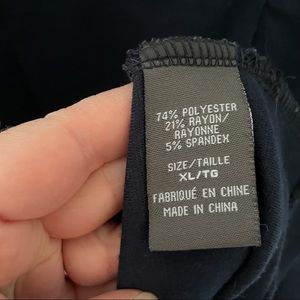 74% POLYESTER
21% RAYON/
RAYONNE
5% SPANDEX
SIZE/TAILLE
XL/TG
FABRIQUÉ EN CHINE
MADE IN CHINA